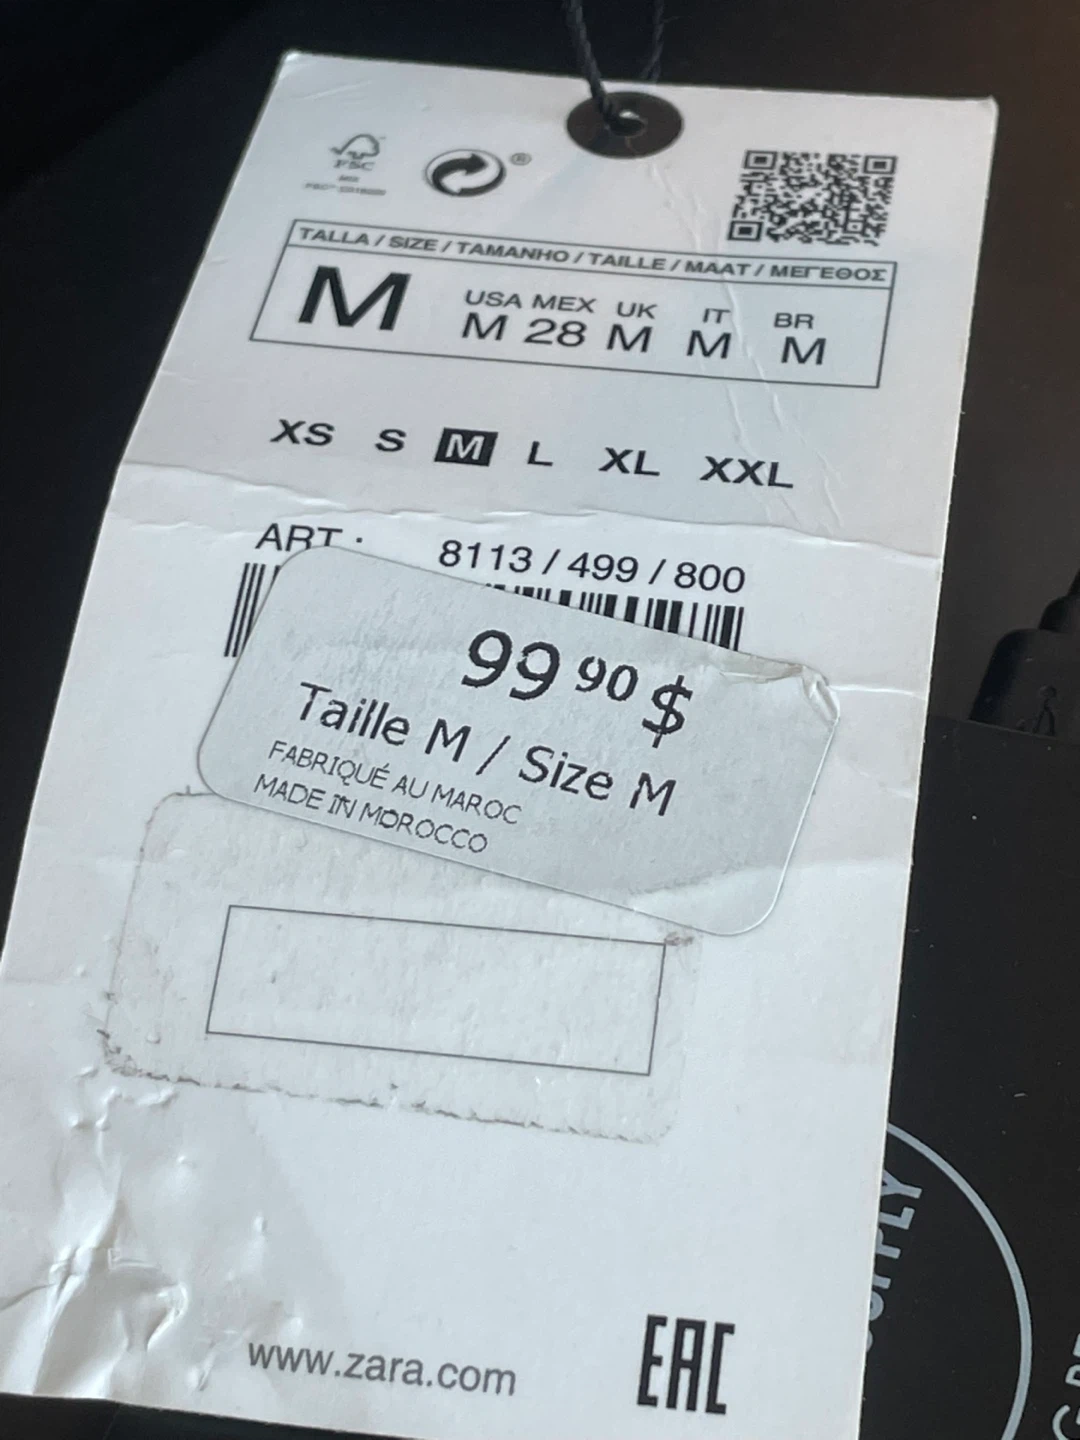 FSC
MIX
®
TALLA / SIZE / TAMANHO / TAILLE / MAAT / ΜΕΓΕΘΟΣ
M
USA MEX UK IT BR
M 28 M M M
XS S M L XL XXL
ART : 8113 / 499 / 800
99 90 $
Taille M / Size M
FABRIQUÉ AU MAROC
MADE IN MOROCCO
www.zara.com
EAC